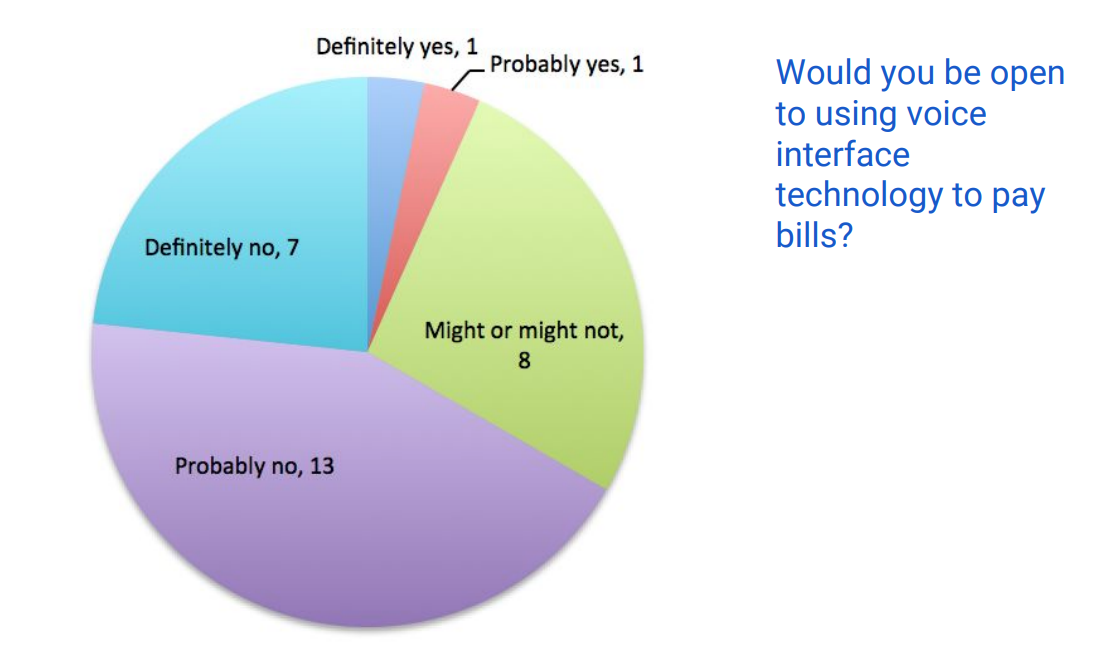 Definitely yes, 1
Probably yes, 1
Definitely no, 7
Might or might not,
8
Probably no, 13
Would you be open
to using voice
interface
technology to pay
bills?